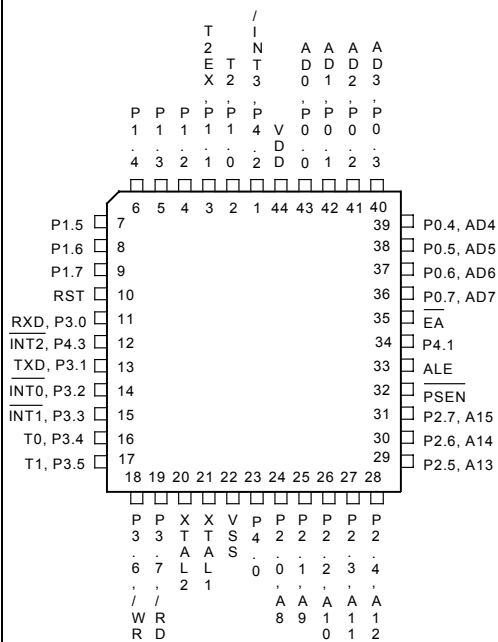 P1.4
P1.3
P1.2
T2EX, P1.1
T2, P1.0
/INT3, P4.2
VDD
AD0, P0.0
AD1, P0.1
AD2, P0.2
AD3, P0.3
6 5 4 3 2 1 44 43 42 41 40
P1.5 7
P1.6 8
P1.7 9
RST 10
RXD, P3.0 11
INT2, P4.3 12
TXD, P3.1 13
INT0, P3.2 14
INT1, P3.3 15
T0, P3.4 16
T1, P3.5 17
39 P0.4, AD4
38 P0.5, AD5
37 P0.6, AD6
36 P0.7, AD7
35 EA
34 P4.1
33 ALE
32 PSEN
31 P2.7, A15
30 P2.6, A14
29 P2.5, A13
18 19 20 21 22 23 24 25 26 27 28
P3.6, /WR
P3.7, /RD
XTAL2
XTAL1
VSS
P4.0
P2.0, A8
P2.1, A9
P2.2, A10
P2.3, A11
P2.4, A12